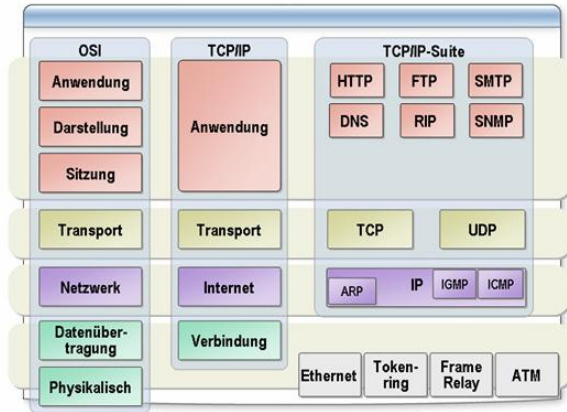 OSI
TCP/IP
TCP/IP-Suite
Anwendung
Darstellung
Sitzung
Anwendung
HTTP
FTP
SMTP
DNS
RIP
SNMP
Transport
Transport
TCP
UDP
Netzwerk
Internet
ARP
IP
IGMP
ICMP
Datenüber-
tragung
Physikalisch
Verbindung
Ethernet
Token-
ring
Frame
Relay
ATM